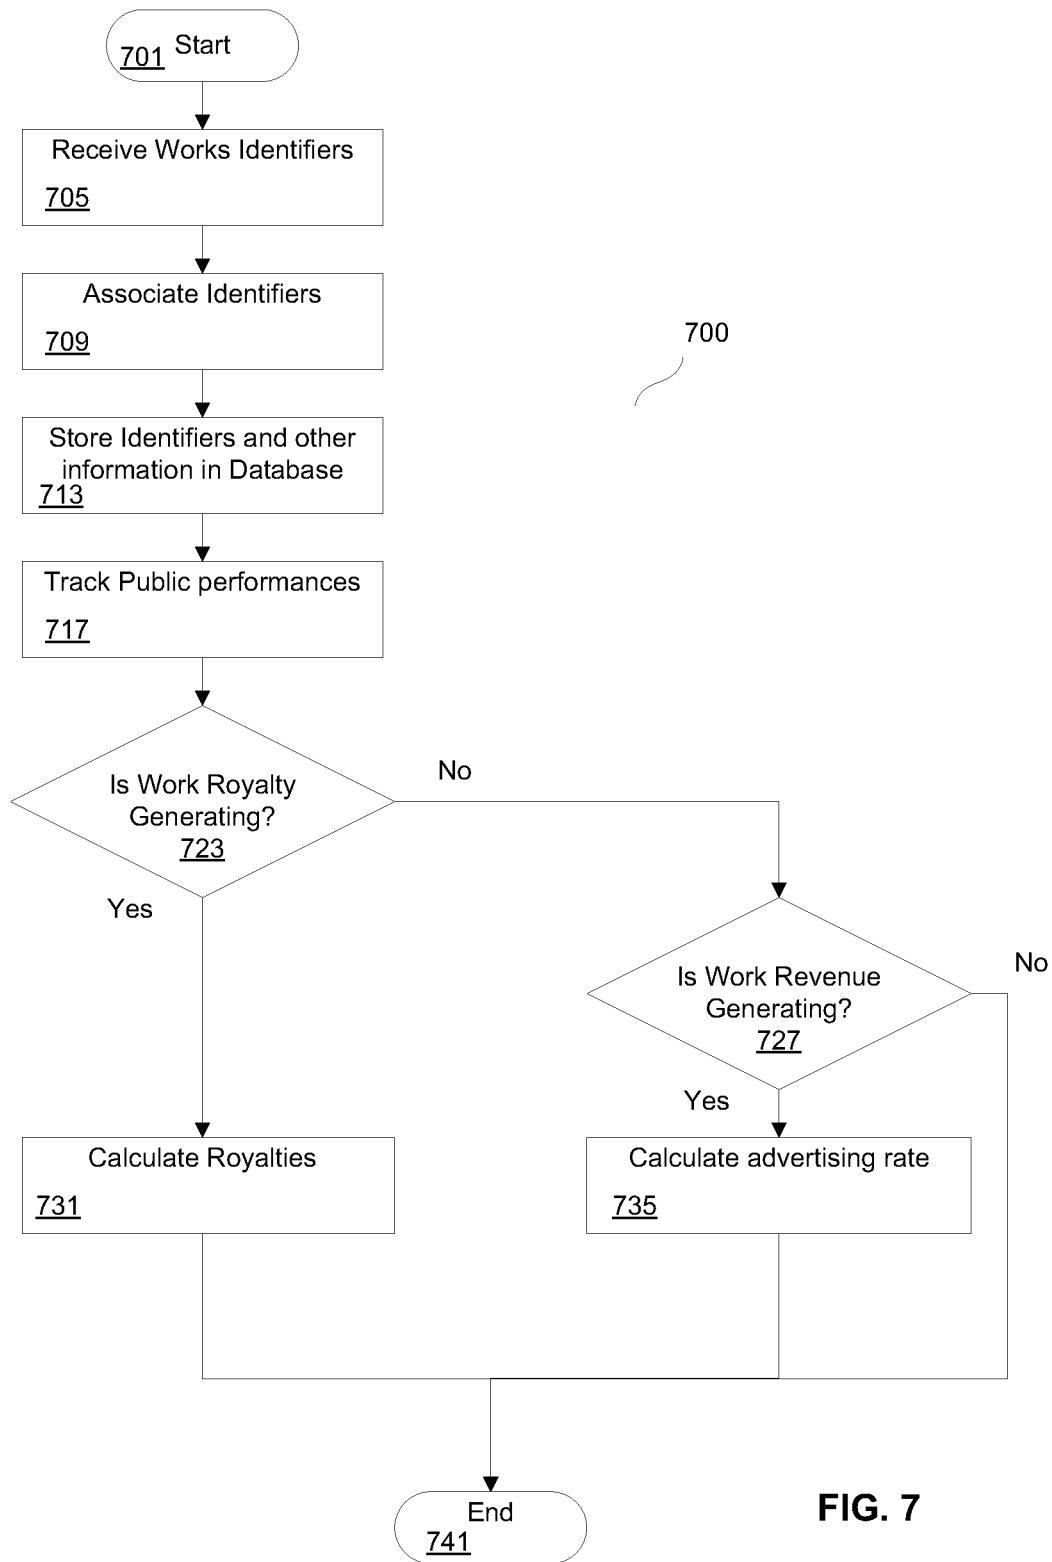 Start
701
Receive Works Identifiers
705
Associate Identifiers
709
700
Store Identifiers and other
information in Database
713
Track Public performances
717
No
Is Work Royalty
Generating?
723
Yes
No
Is Work Revenue
Generating?
727
Yes
Calculate Royalties
731
Calculate advertising rate
735
End
741
FIG. 7